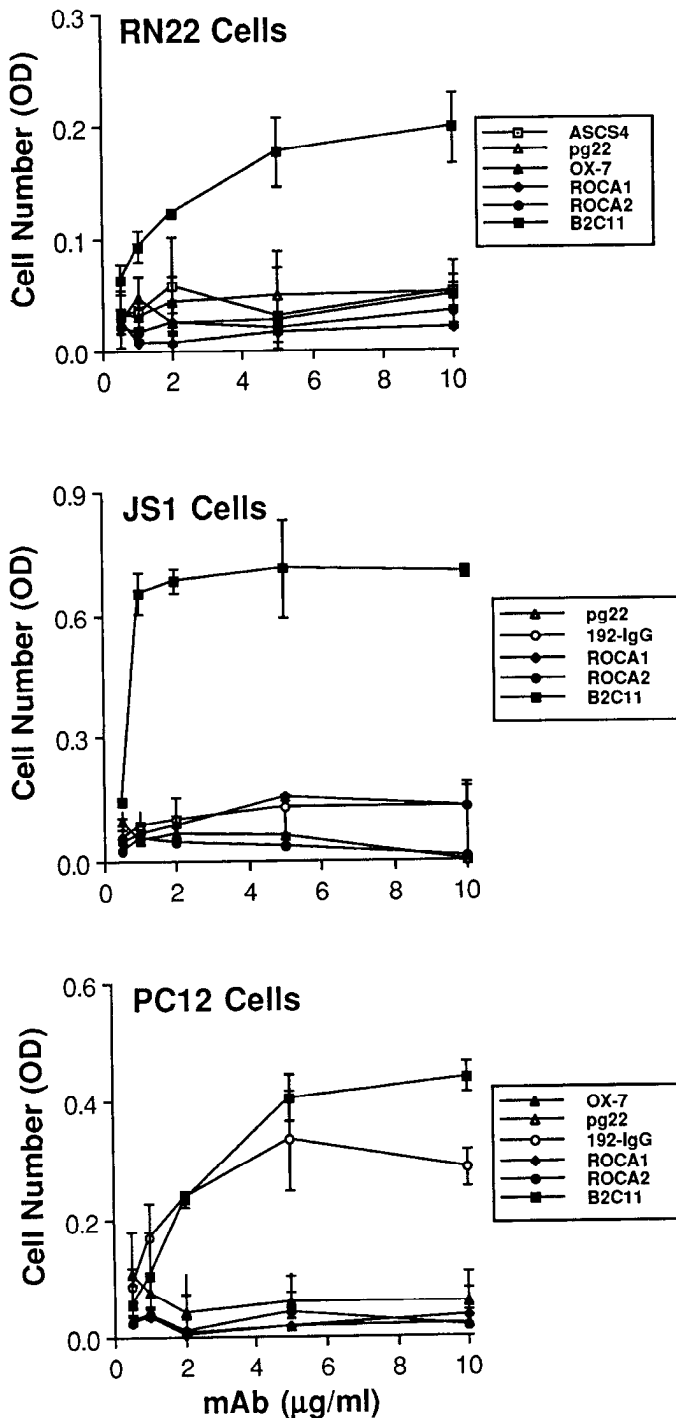 RN22 Cells
Cell Number (OD)
0.3
0.2
0.1
0.0
0 2 4 6 8 10
ASCS4
pg22
OX-7
ROCA1
ROCA2
B2C11
JS1 Cells
Cell Number (OD)
0.9
0.6
0.3
0.0
0 2 4 6 8 10
pg22
192-IgG
ROCA1
ROCA2
B2C11
PC12 Cells
Cell Number (OD)
0.6
0.4
0.2
0.0
0 2 4 6 8 10
mAb (µg/ml)
OX-7
pg22
192-IgG
ROCA1
ROCA2
B2C11